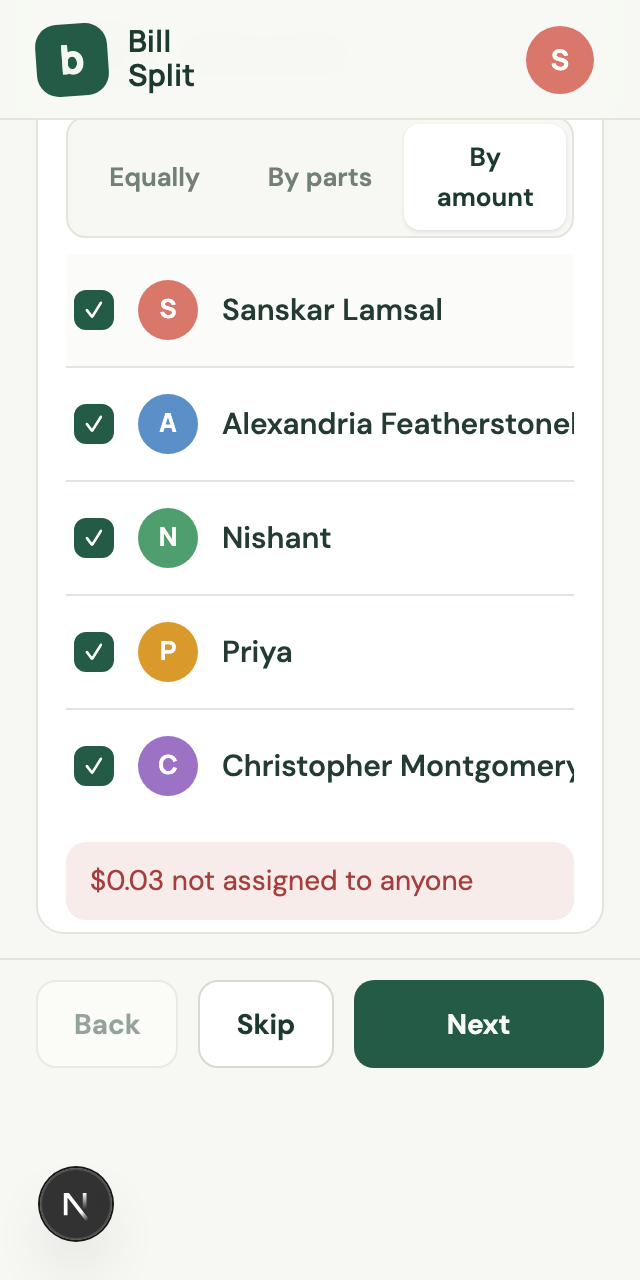 b
Bill
Split
S
Equally
By parts
By
amount
S
Sanskar Lamsal
A
Alexandria Featherstone
N
Nishant
P
Priya
C
Christopher Montgomery
$0.03 not assigned to anyone
Back
Skip
Next
N